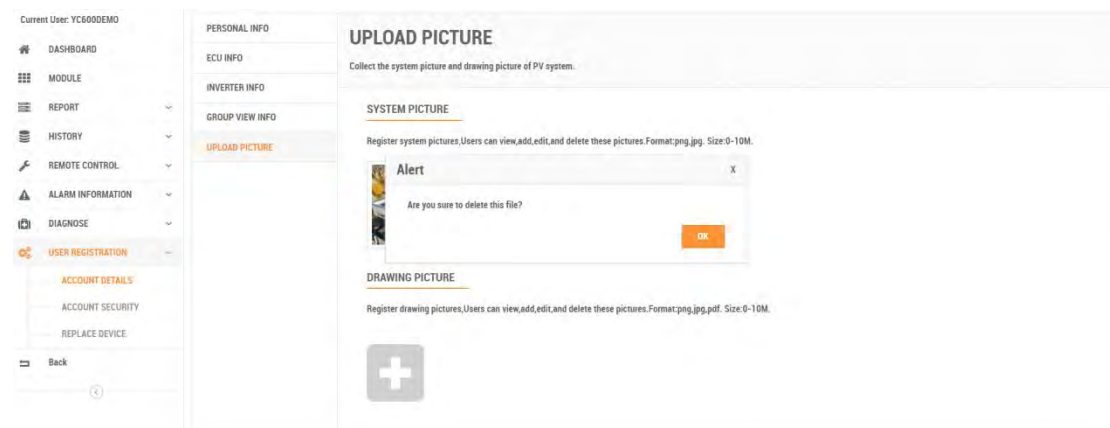 Current User: YC600DEMO
DASHBOARD
MODULE
REPORT
HISTORY
REMOTE CONTROL
ALARM INFORMATION
DIAGNOSE
USER REGISTRATION
ACCOUNT DETAILS
ACCOUNT SECURITY
REPLACE DEVICE
Back
PERSONAL INFO
ECU INFO
INVERTER INFO
GROUP VIEW INFO
UPLOAD PICTURE
UPLOAD PICTURE
Collect the system picture and drawing picture of PV system.
SYSTEM PICTURE
Register system pictures,Users can view,add,edit,and delete these pictures.Format:png,jpg. Size:0-10M.
Alert X
Are you sure to delete this file?
OK
DRAWING PICTURE
Register drawing pictures,Users can view,add,edit,and delete these pictures.Format:png,jpg,pdf. Size:0-10M.